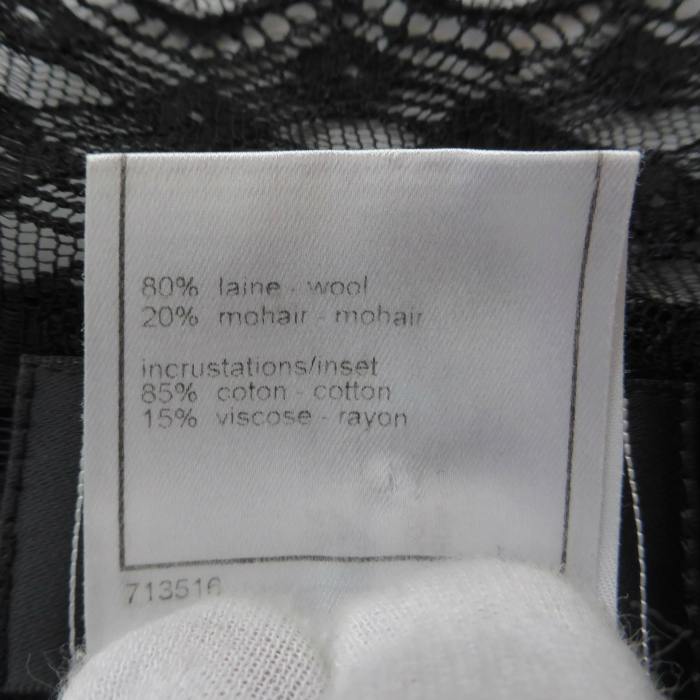 80% laine - wool
20% mohair - mohair
incrustations/inset
85% coton - cotton
15% viscose - rayon
713516